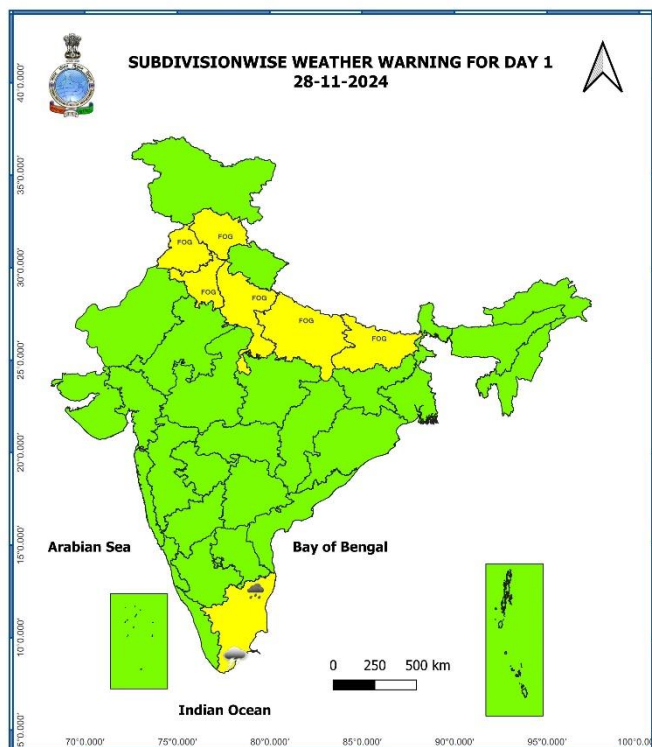 SUBDIVISIONWISE WEATHER WARNING FOR DAY 1
28-11-2024
40°0.000'
35°0.000'
30°0.000'
25°0.000'
20°0.000'
15°0.000'
10°0.000'
5°0.000'
FOG
FOG
FOG
FOG
FOG
FOG
Arabian Sea
Bay of Bengal
0 250 500 km
Indian Ocean
70°0.000' 75°0.000' 80°0.000' 85°0.000' 90°0.000' 95°0.000' 100°0.000'